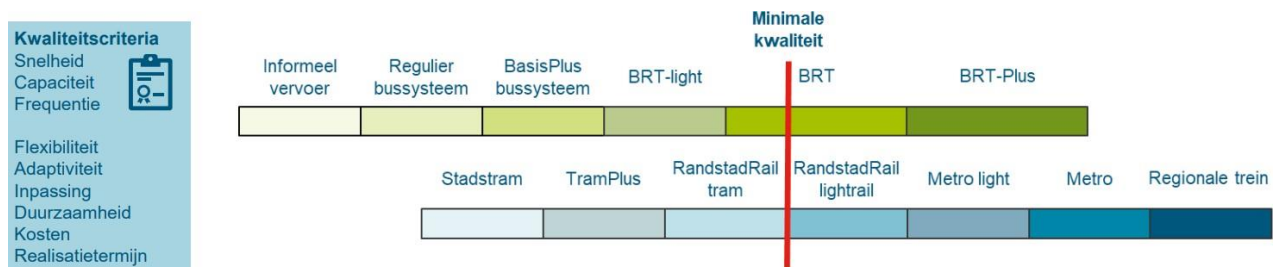 Kwaliteitscriteria
Snelheid
Capaciteit
Frequentie
Flexibiliteit
Adaptiviteit
Inpassing
Duurzaamheid
Kosten
Realisatietermijn
Minimale
kwaliteit
Informeel
vervoer
Regulier
bussysteem
BasisPlus
bussysteem
BRT-light
BRT
BRT-Plus
Stadstram
TramPlus
RandstadRail
tram
RandstadRail
lightrail
Metro light
Metro
Regionale trein